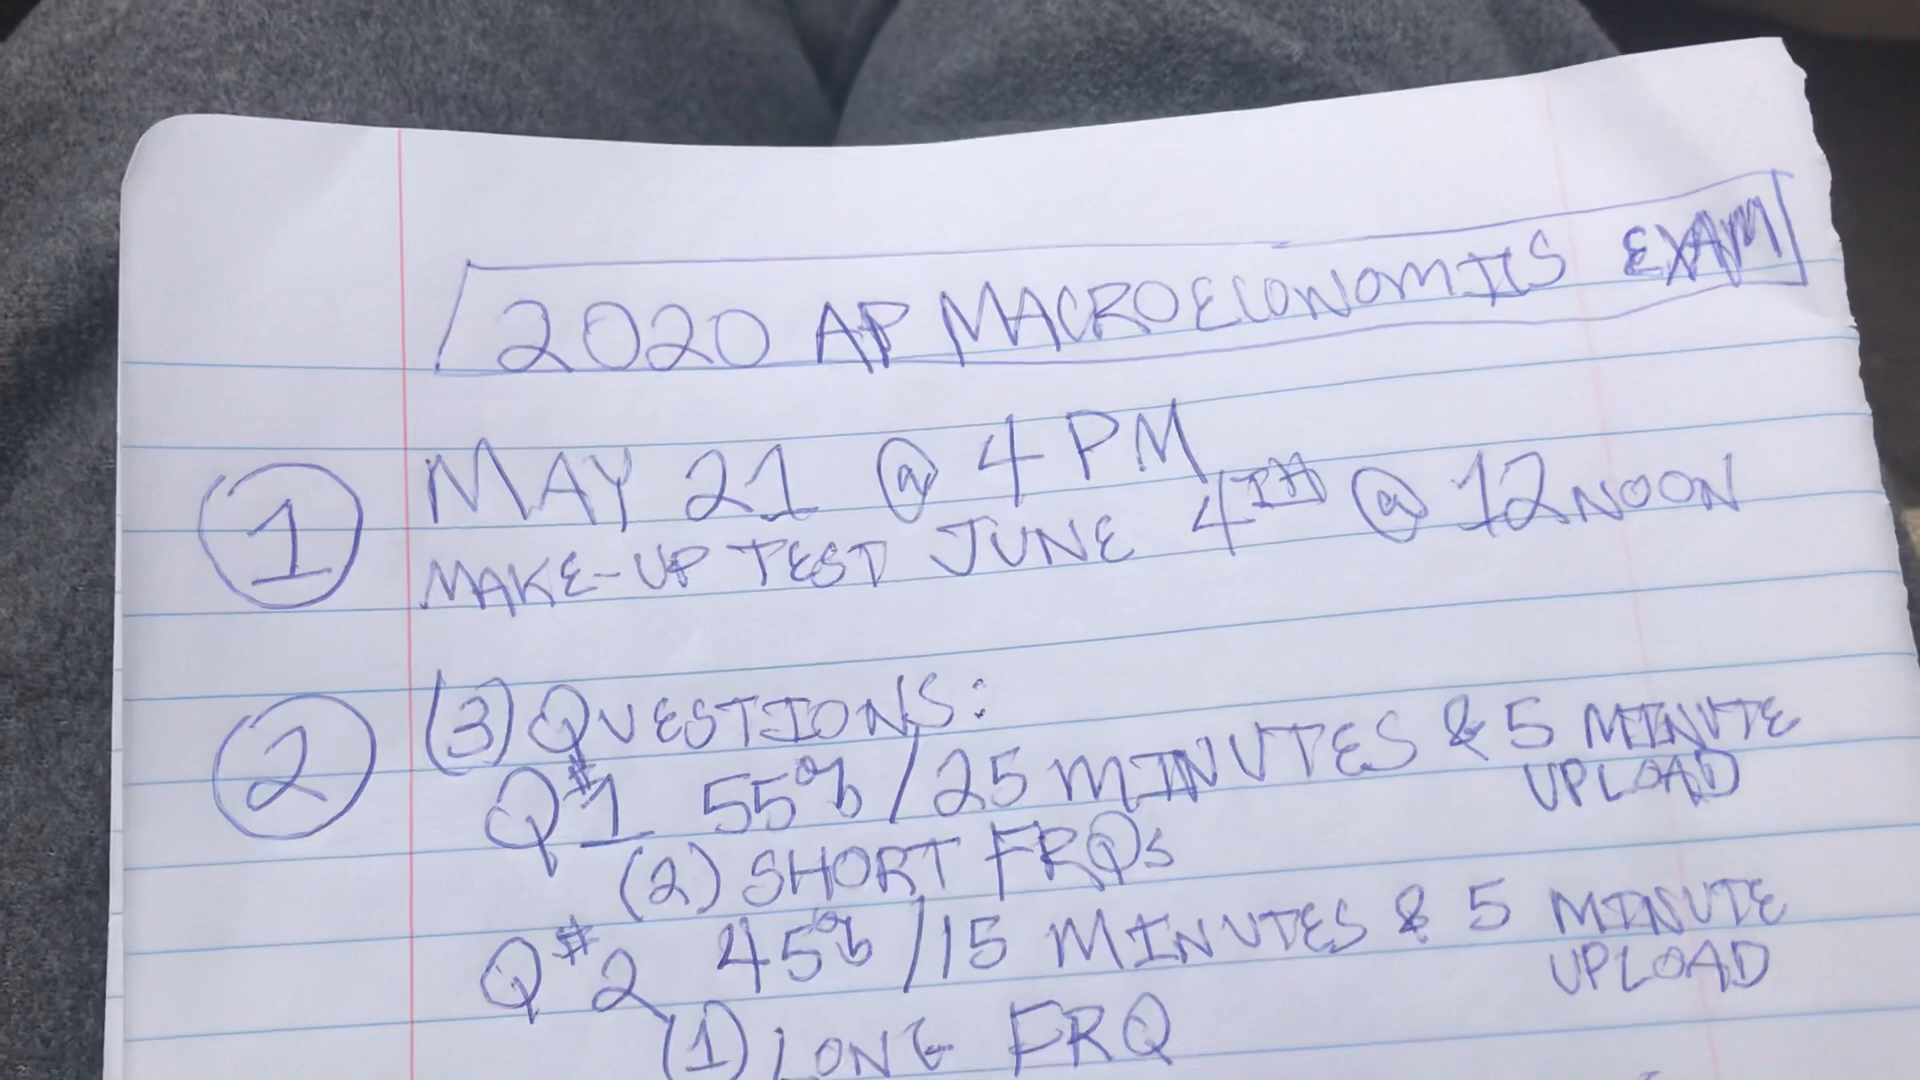 2020 AP MACROECONOMICS EXAM
1 MAY 21 @ 4 PM
MAKE-UP TEST JUNE 4TH @ 12 NOON
2 (3) QUESTIONS:
Q#1 55% / 25 MINUTES & 5 MINUTE
UPLOAD
(2) SHORT FRQs
Q#2 45% / 15 MINUTES & 5 MINUTE
UPLOAD
(1) LONG FRQ